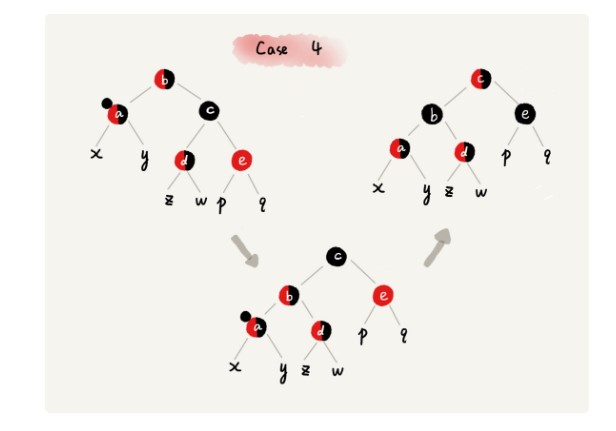 Case 4
b
a c
x y d e
z w p q
c
b e
a d p q
x y z w
c
b e
a d p q
x y z w